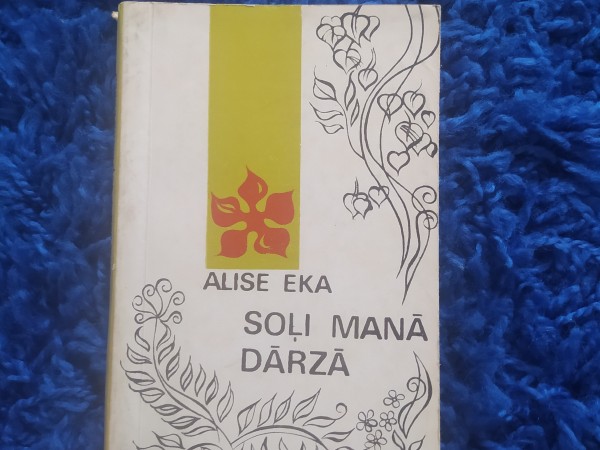 ALISE EKA
SOĻI MANĀ
DĀRZĀ